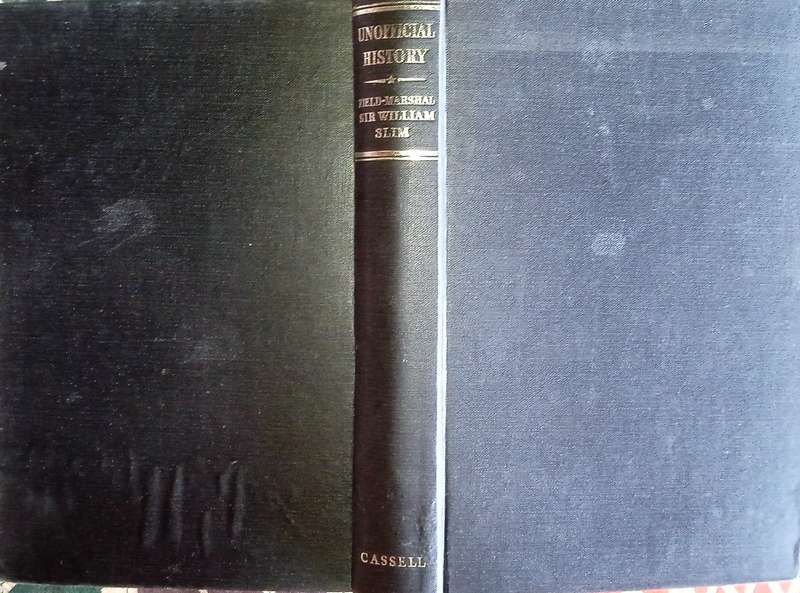 UNOFFICIAL
HISTORY
FIELD-MARSHAL
SIR WILLIAM
SLIM
CASSELL